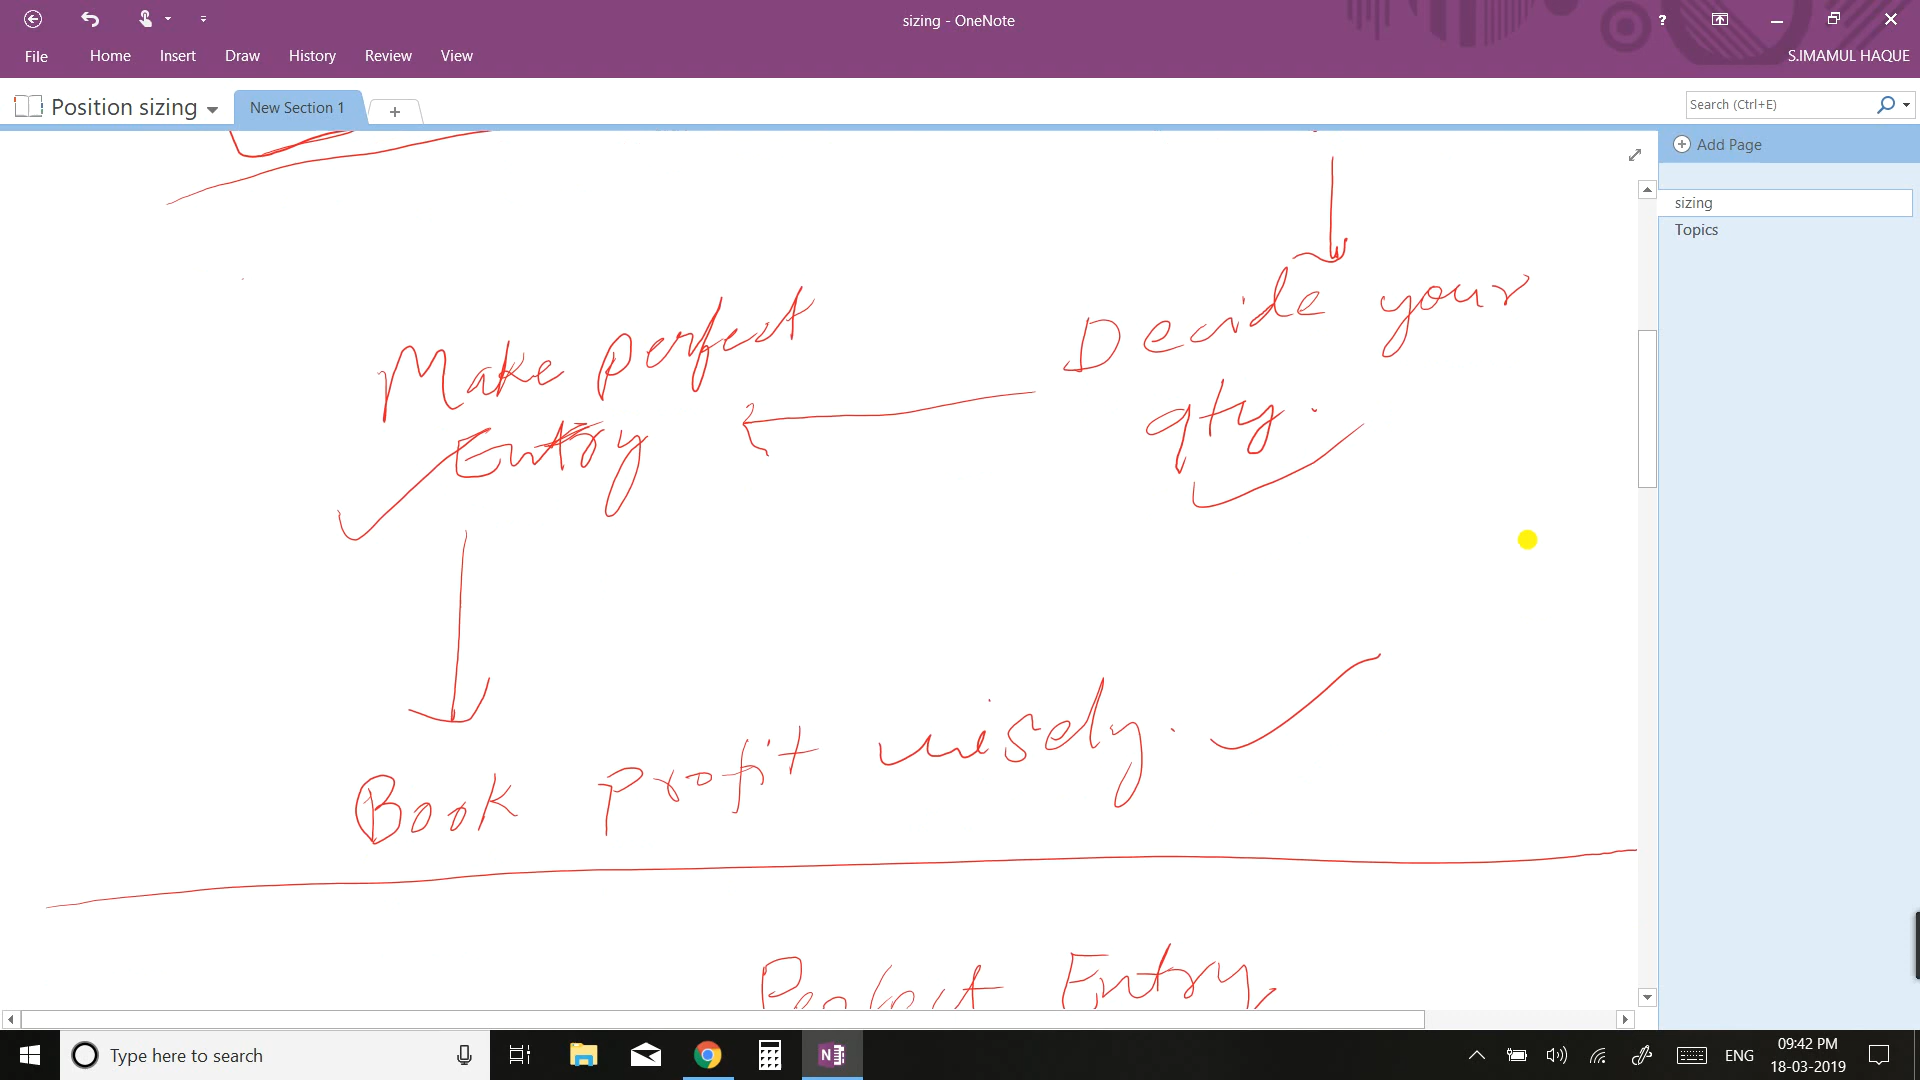 sizing - OneNote
File Home Insert Draw History Review View
S.IMAMUL HAQUE
Position sizing
New Section 1
Search (Ctrl+E)
Add Page
sizing
Topics
Decide your
qty.
Make perfect
Entry
Book profit wisely.
Perfect Entry
Type here to search
ENG
09:42 PM
18-03-2019